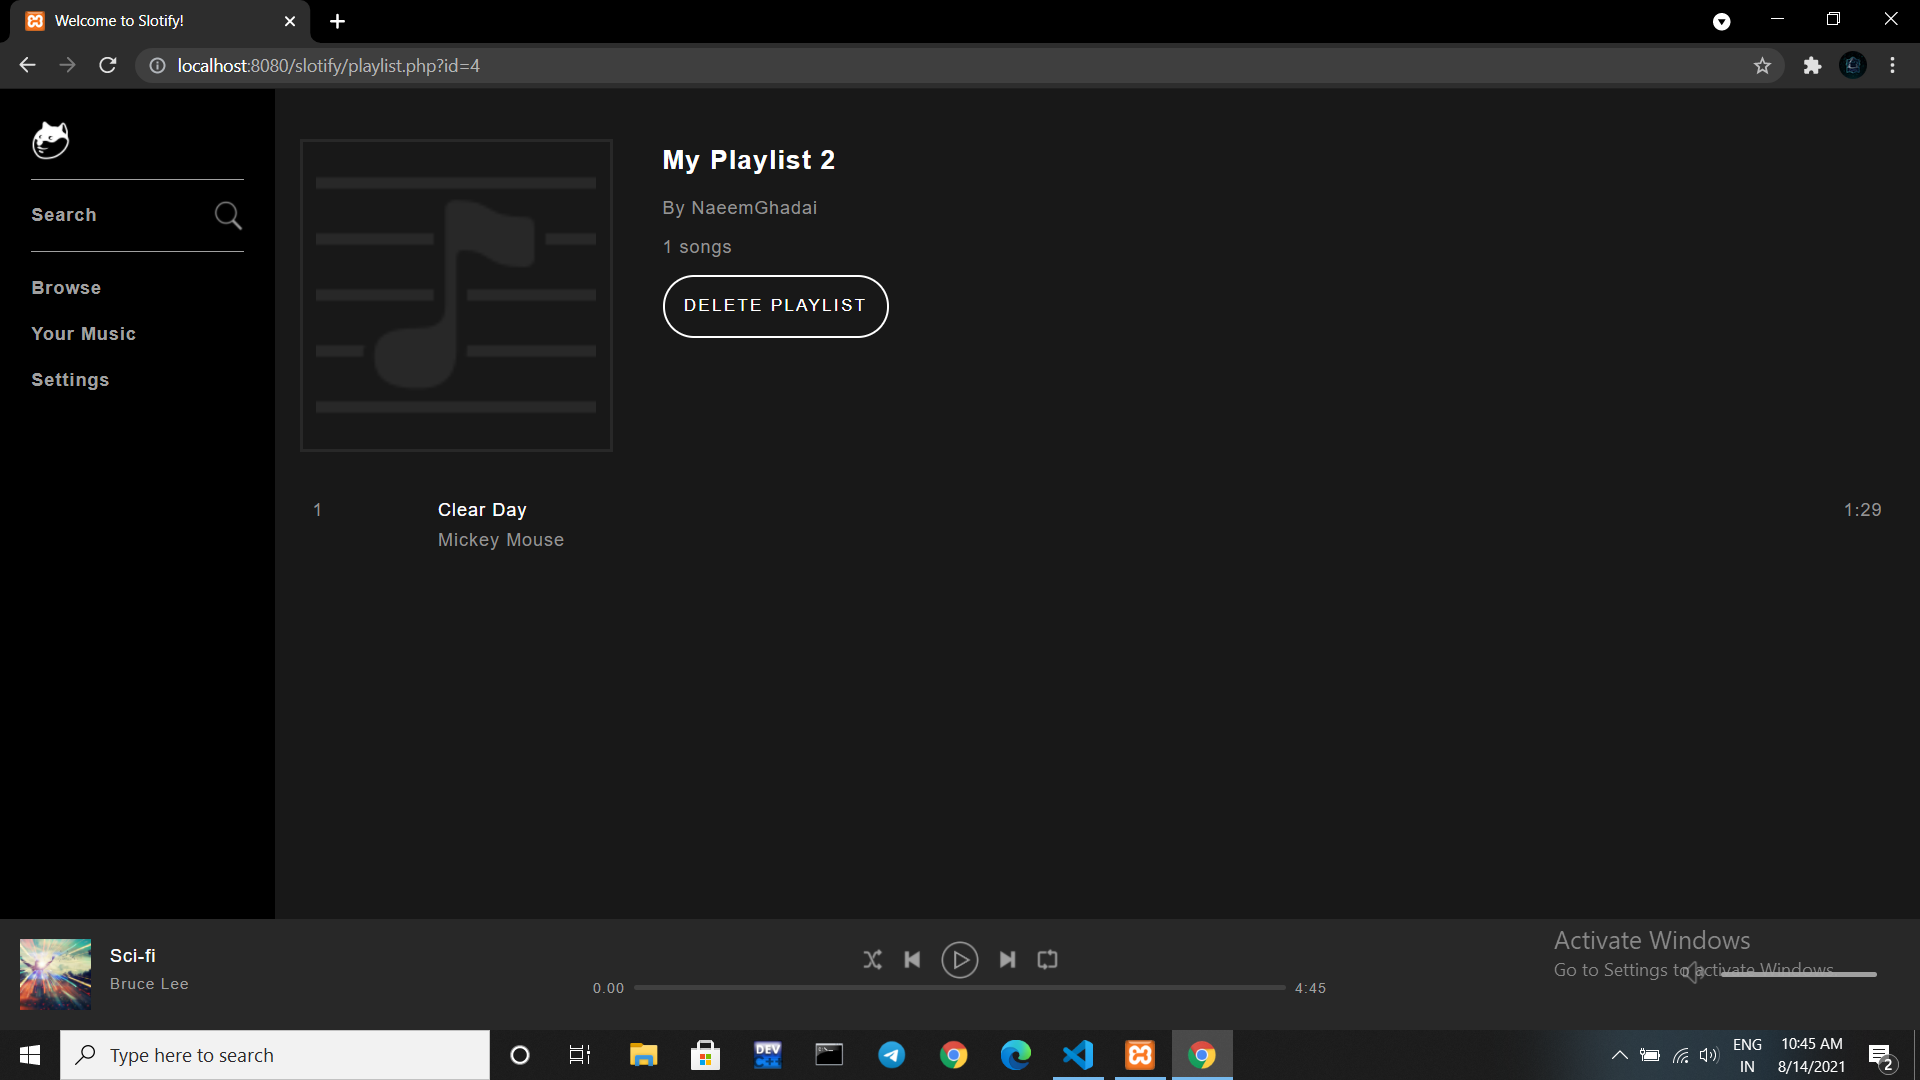 Welcome to Slotify!
localhost:8080/slotify/playlist.php?id=4
Search
Browse
Your Music
Settings
My Playlist 2
By NaeemGhadai
1 songs
DELETE PLAYLIST
1 Clear Day 1:29
Mickey Mouse
Sci-fi
Bruce Lee
0.00 4:45
Activate Windows
Go to Settings to activate Windows.
Type here to search
DEV
C++
ENG
IN
10:45 AM
8/14/2021
2